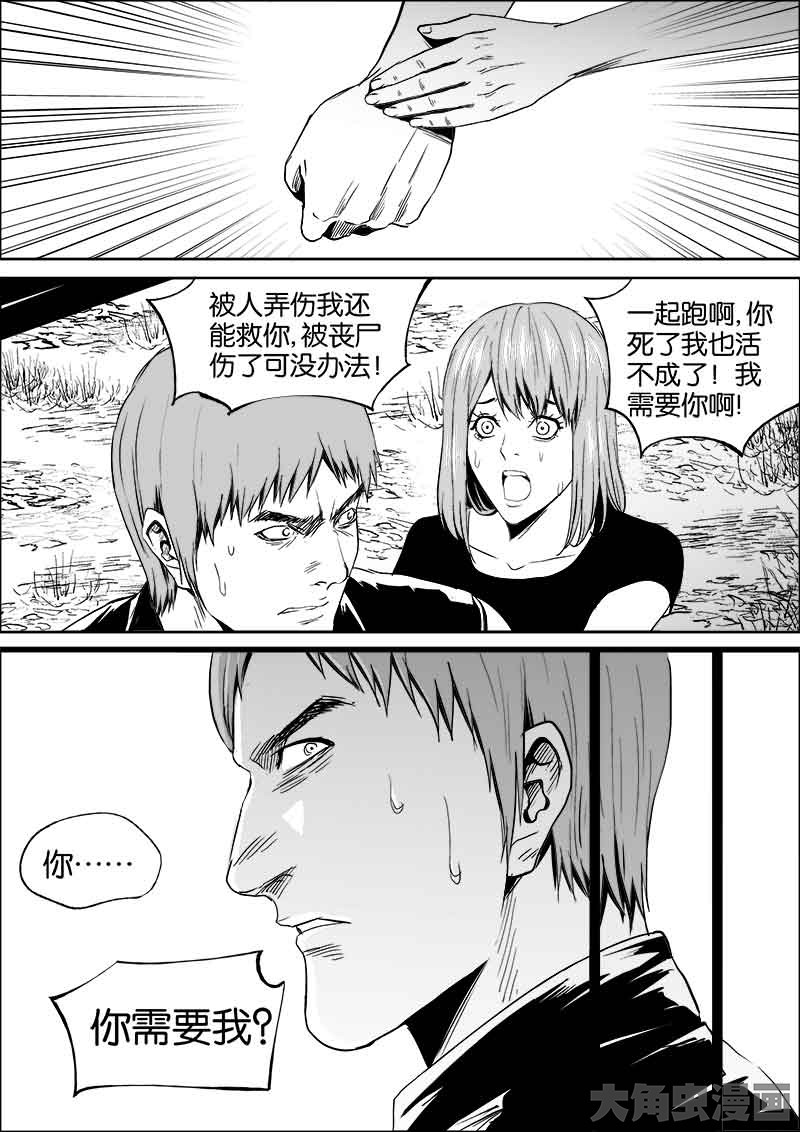 被人弄伤我还
能救你,被丧尸
伤了可没办法!
一起跑啊,你
死了我也活
不成了!我
需要你啊!
你……
你需要我?
大角虫漫画